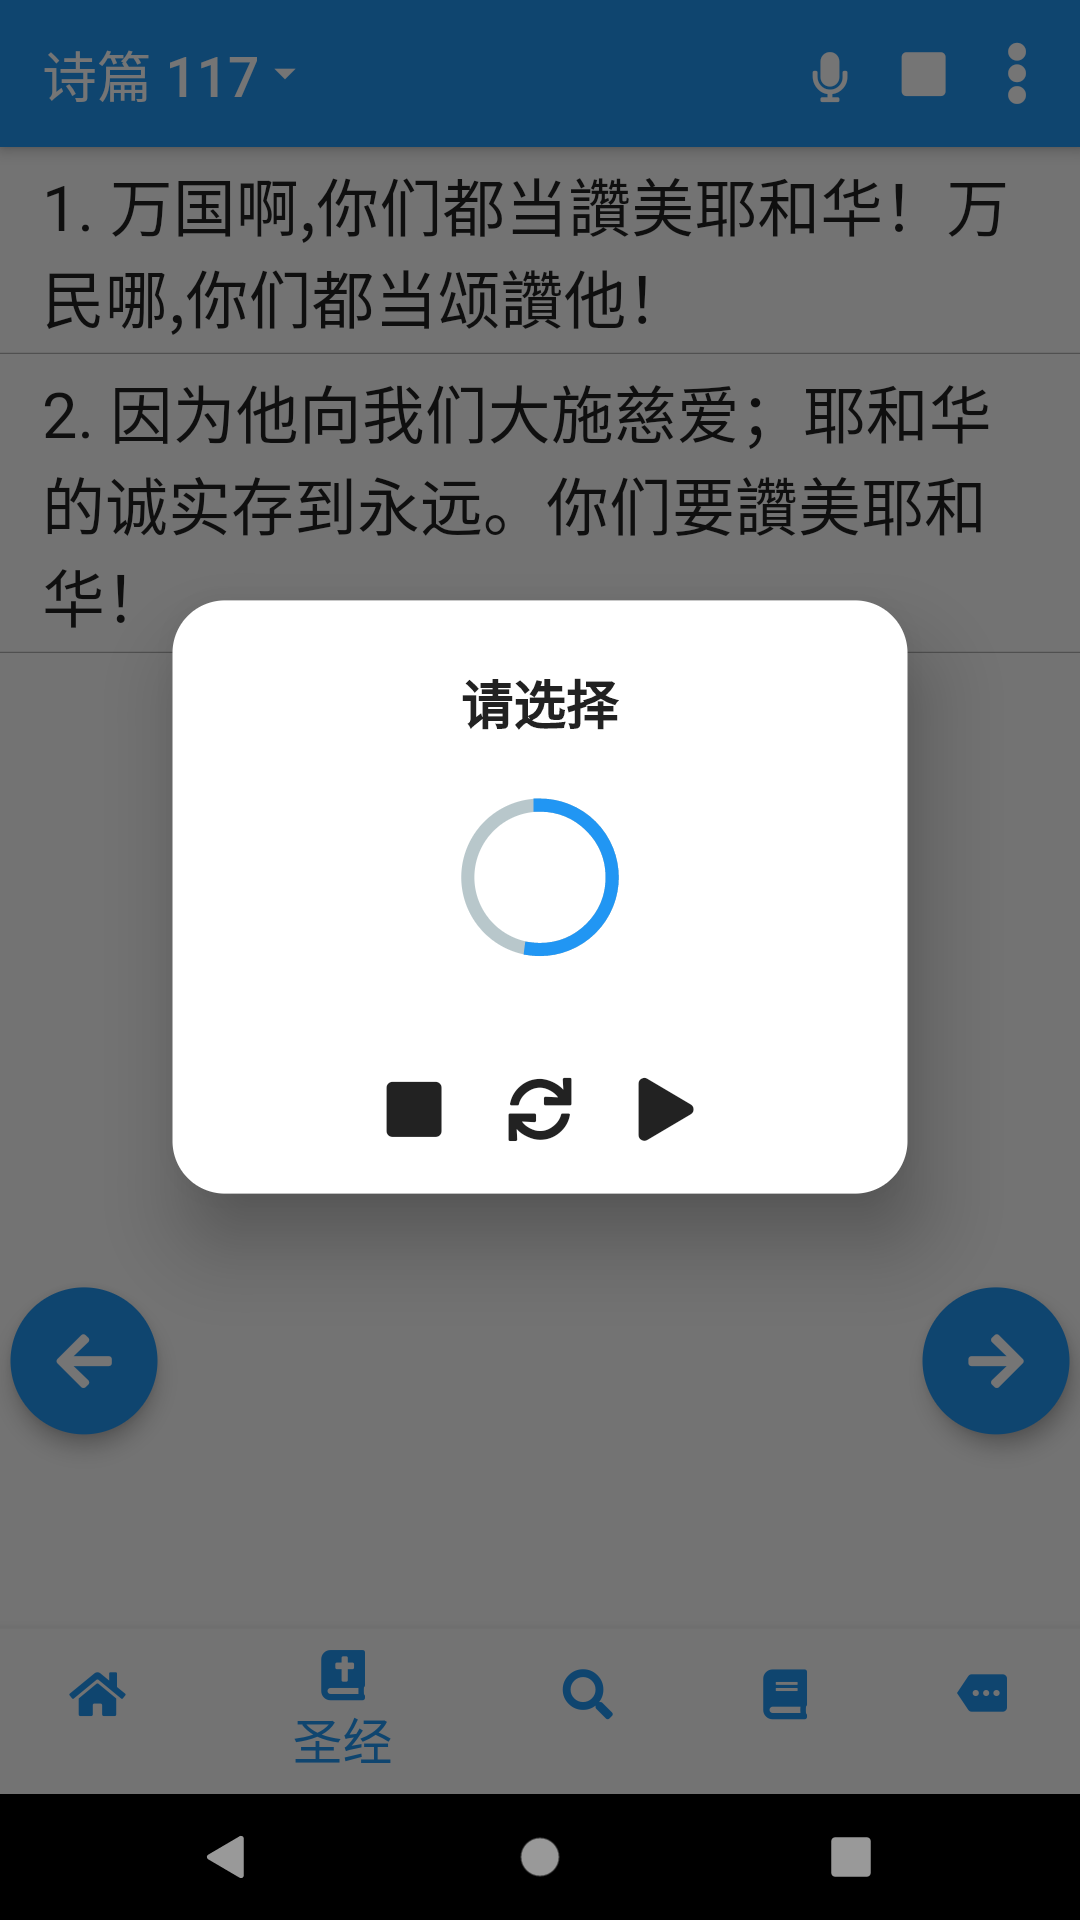 诗篇 117
1. 万国啊,你们都当讚美耶和华！万
民哪,你们都当颂讚他！
2. 因为他向我们大施慈爱；耶和华
的诚实存到永远。你们要讚美耶和
华！
请选择
圣经